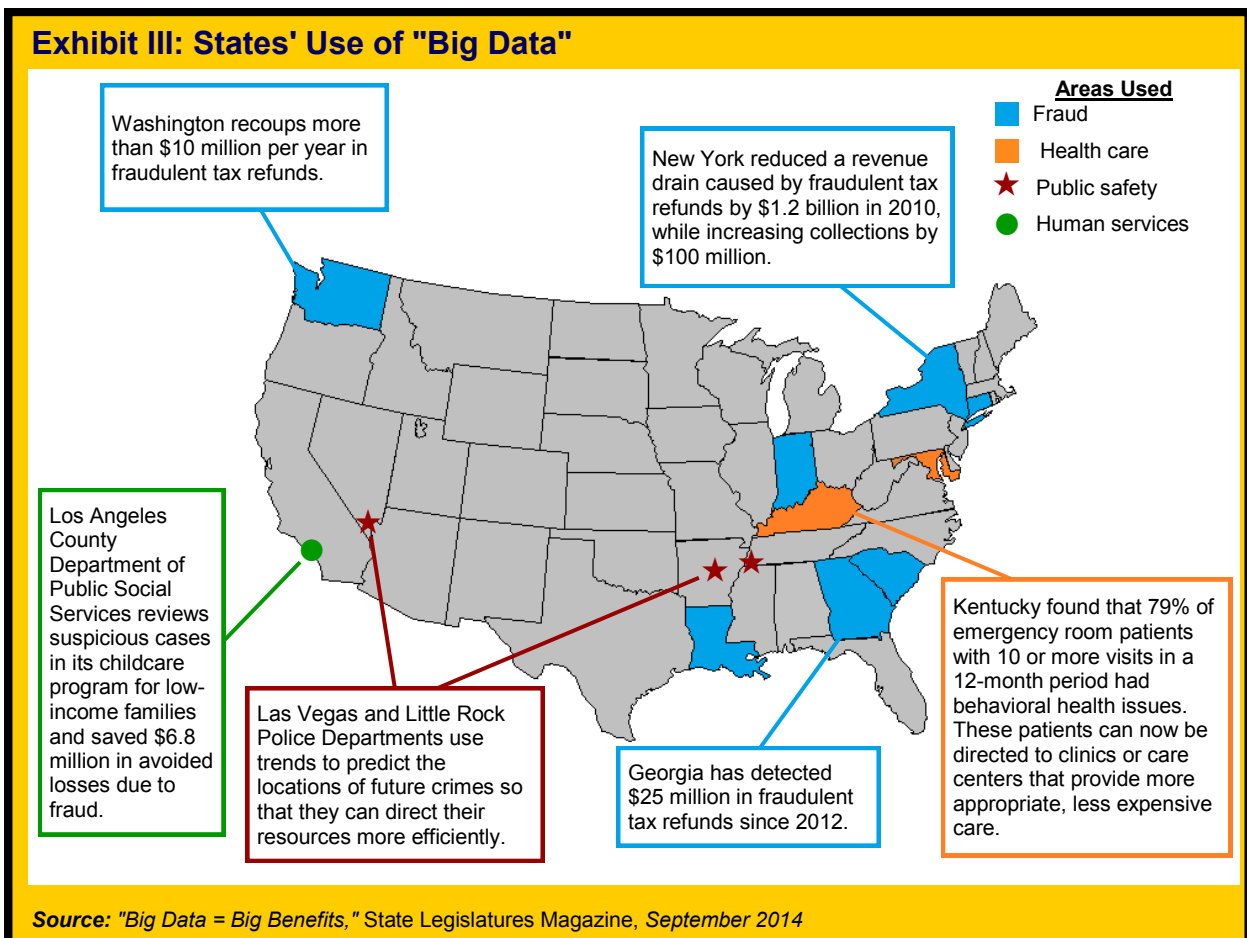 Exhibit III: States' Use of "Big Data"
Areas Used
Fraud
Health care
Public safety
Human services
Washington recoups more
than $10 million per year in
fraudulent tax refunds.
New York reduced a revenue
drain caused by fraudulent tax
refunds by $1.2 billion in 2010,
while increasing collections by
$100 million.
Los Angeles
County
Department of
Public Social
Services reviews
suspicious cases
in its childcare
program for low-
income families
and saved $6.8
million in avoided
losses due to
fraud.
Las Vegas and Little Rock
Police Departments use
trends to predict the
locations of future crimes so
that they can direct their
resources more efficiently.
Georgia has detected
$25 million in fraudulent
tax refunds since 2012.
Kentucky found that 79% of
emergency room patients
with 10 or more visits in a
12-month period had
behavioral health issues.
These patients can now be
directed to clinics or care
centers that provide more
appropriate, less expensive
care.
Source: "Big Data = Big Benefits," State Legislatures Magazine, September 2014